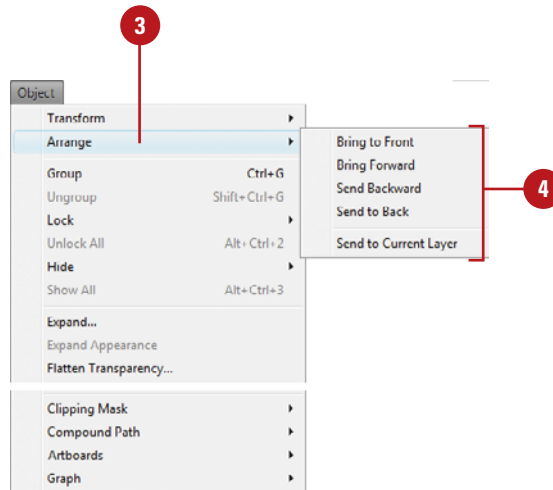 3
Object
Transform
Arrange
Group Ctrl+G
Ungroup Shift+Ctrl+G
Lock
Unlock All Alt+Ctrl+2
Hide
Show All Alt+Ctrl+3
Expand...
Expand Appearance
Flatten Transparency...
Clipping Mask
Compound Path
Artboards
Graph
Bring to Front
Bring Forward
Send Backward
Send to Back
Send to Current Layer
4